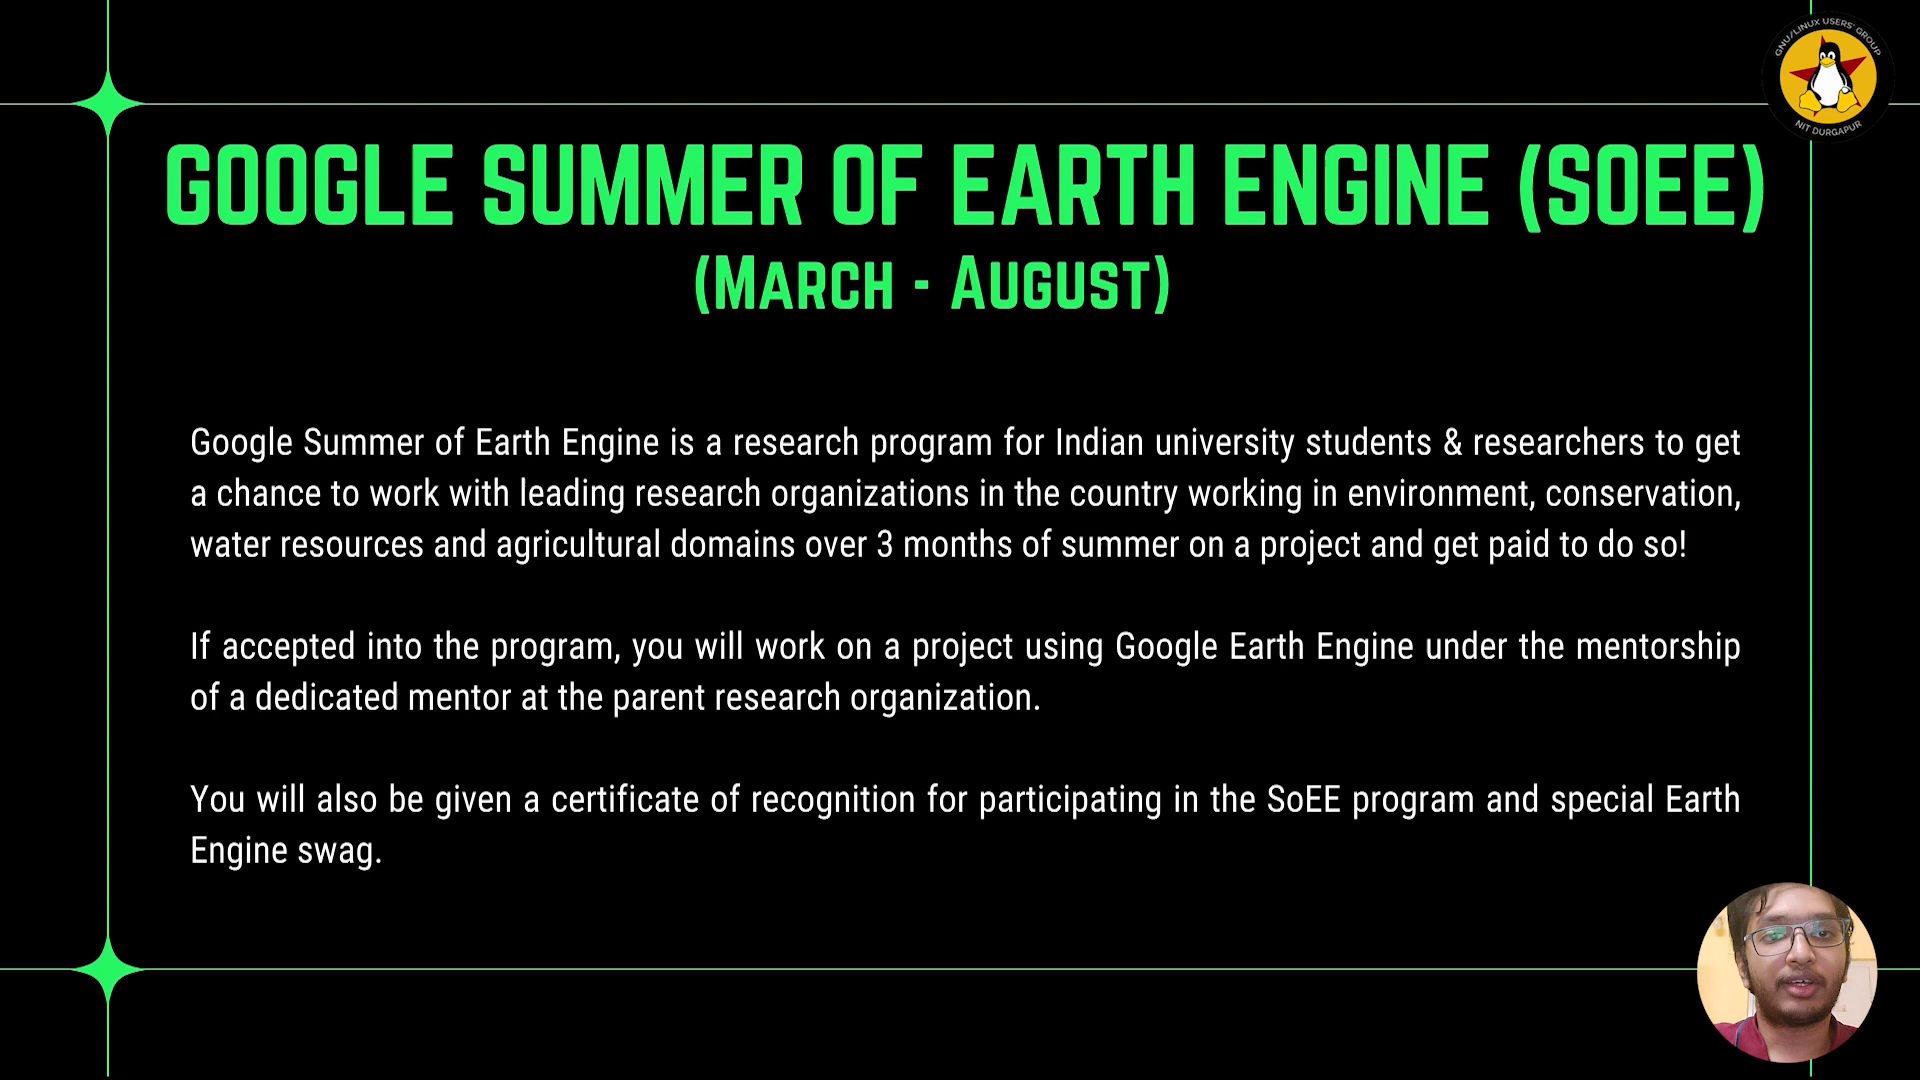 GNU/LINUX USERS' GROUP
NIT DURGAPUR
GOOGLE SUMMER OF EARTH ENGINE (SOEE)
(MARCH - AUGUST)
Google Summer of Earth Engine is a research program for Indian university students & researchers to get
a chance to work with leading research organizations in the country working in environment, conservation,
water resources and agricultural domains over 3 months of summer on a project and get paid to do so!
If accepted into the program, you will work on a project using Google Earth Engine under the mentorship
of a dedicated mentor at the parent research organization.
You will also be given a certificate of recognition for participating in the SoEE program and special Earth
Engine swag.